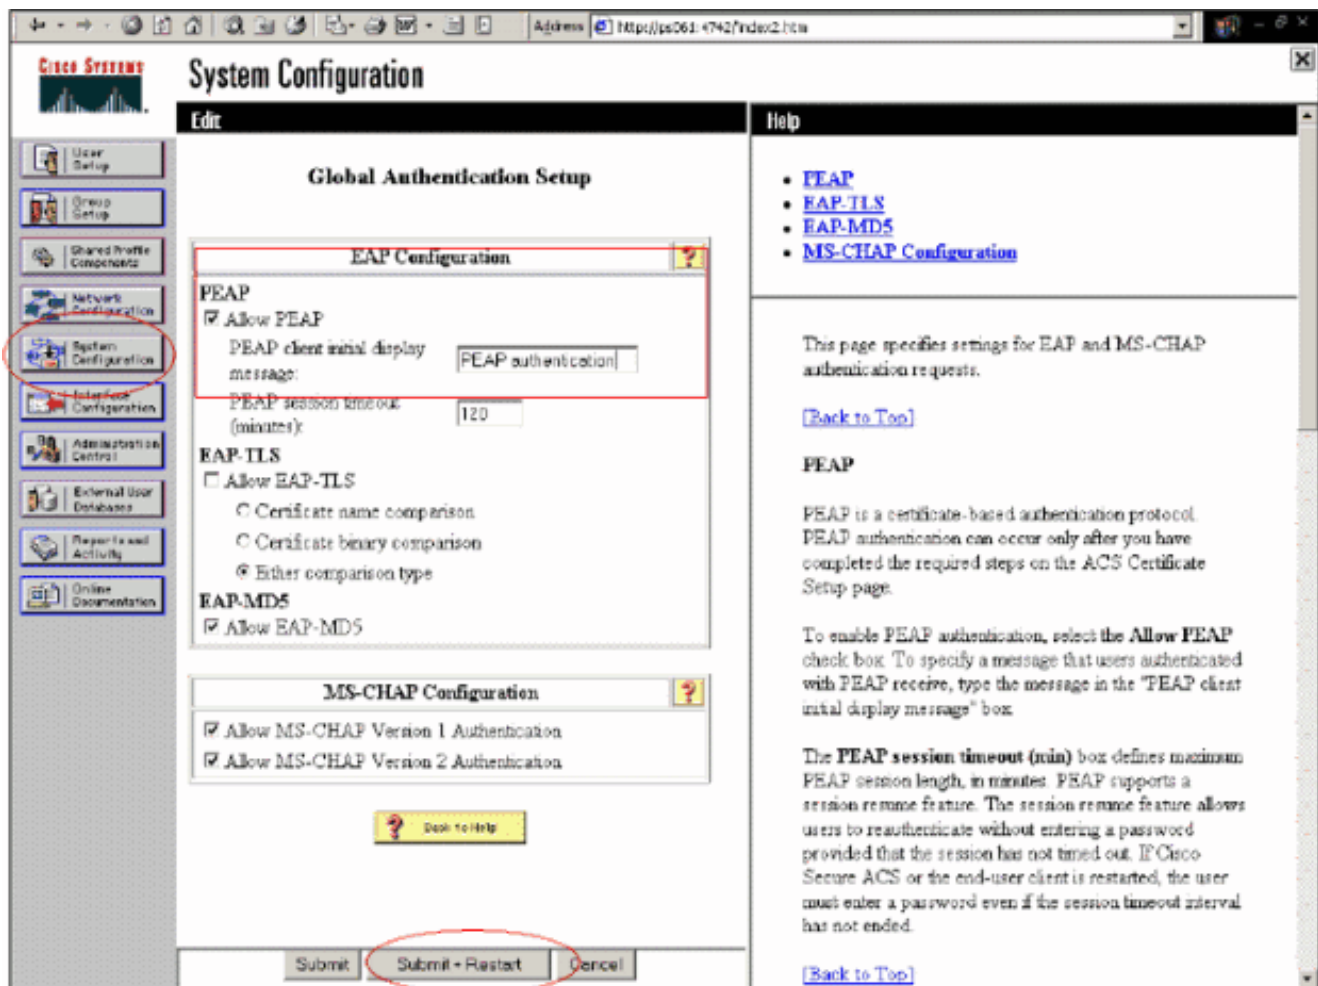 Address http://ps061:4742/index2.htm
CISCO SYSTEMS
System Configuration
Edit
Help
User
Setup
Group
Setup
Shared Profile
Components
Network
Configuration
System
Configuration
Interface
Configuration
Administration
Control
External User
Databases
Reports and
Activity
Online
Documentation
Global Authentication Setup
EAP Configuration
?
PEAP
Allow PEAP
PEAP client initial display
message:
PEAP authentication
PEAP session timeout
(minutes):
120
EAP-TLS
Allow EAP-TLS
Certificate name comparison
Certificate binary comparison
Either comparison type
EAP-MD5
Allow EAP-MD5
MS-CHAP Configuration
?
Allow MS-CHAP Version 1 Authentication
Allow MS-CHAP Version 2 Authentication
? Back to Help
Submit
Submit + Restart
Cancel
PEAP
EAP-TLS
EAP-MD5
MS-CHAP Configuration
This page specifies settings for EAP and MS-CHAP
authentication requests.
[Back to Top]
PEAP
PEAP is a certificate-based authentication protocol.
PEAP authentication can occur only after you have
completed the required steps on the ACS Certificate
Setup page.
To enable PEAP authentication, select the Allow PEAP
check box. To specify a message that users authenticated
with PEAP receive, type the message in the "PEAP client
initial display message" box.
The PEAP session timeout (min) box defines maximum
PEAP session length, in minutes. PEAP supports a
session resume feature. The session resume feature allows
users to reauthenticate without entering a password
provided that the session has not timed out. If Cisco
Secure ACS or the end-user client is restarted, the user
must enter a password even if the session timeout interval
has not ended.
[Back to Top]